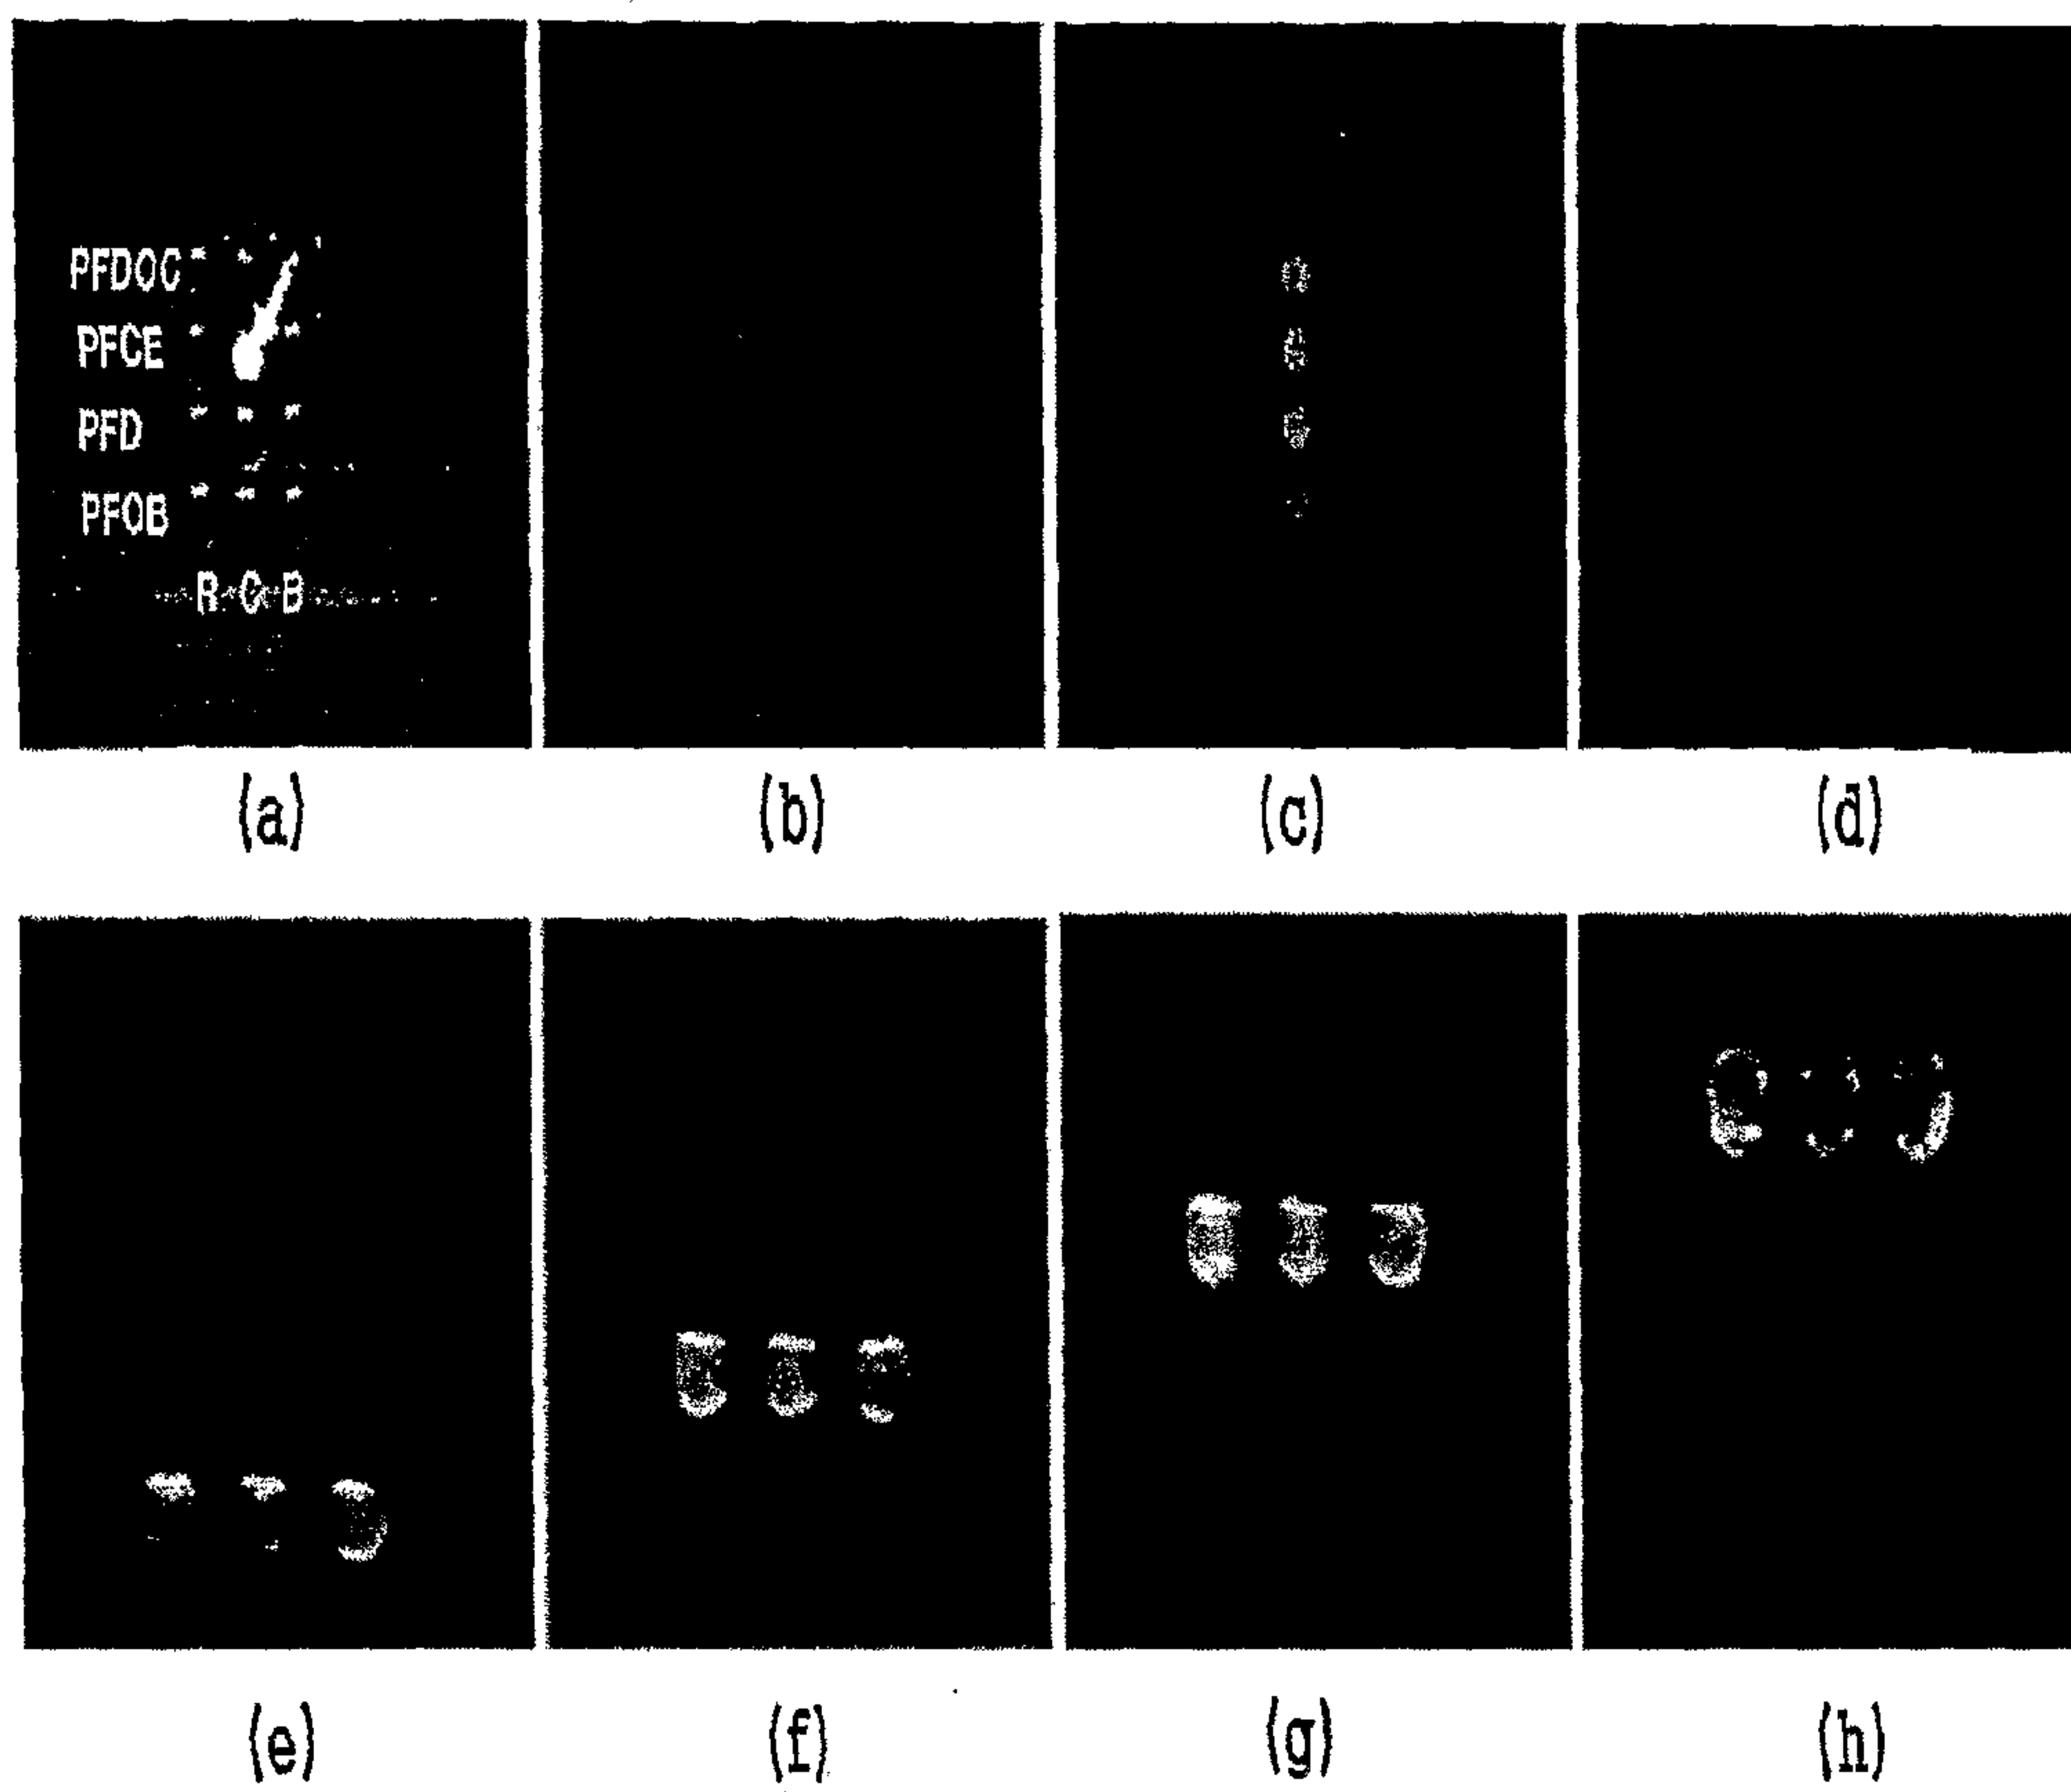 PFDOC
PFCE
PFD
PFOB
R G B
(a) (b) (c) (d)
(e) (f) (g) (h)